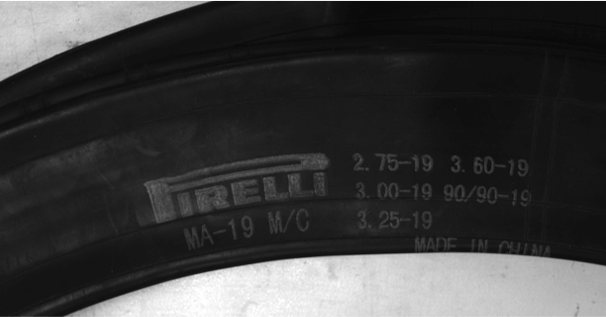 PIRELLI
MA-19 M/C
2.75-19 3.60-19
3.00-19 90/90-19
3.25-19
MADE IN CHINA